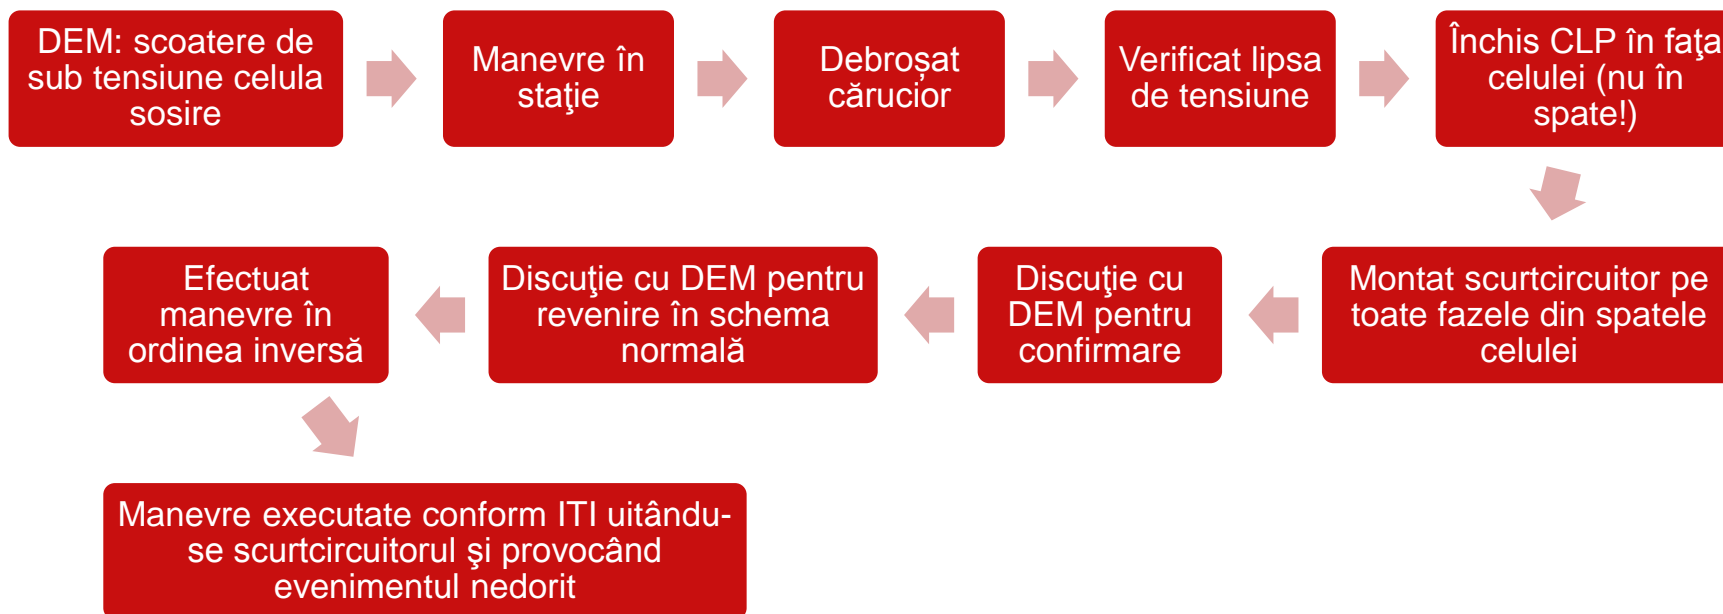 DEM: scoatere de
sub tensiune celula
sosire
Manevre în
staţie
Debroșat
cărucior
Verificat lipsa
de tensiune
Închis CLP în faţa
celulei (nu în
spate!)
Montat scurtcircuitor pe
toate fazele din spatele
celulei
Discuţie cu
DEM pentru
confirmare
Discuţie cu DEM pentru
revenire în schema
normală
Efectuat
manevre în
ordinea inversă
Manevre executate conform ITI uitându-
se scurtcircuitorul şi provocând
evenimentul nedorit